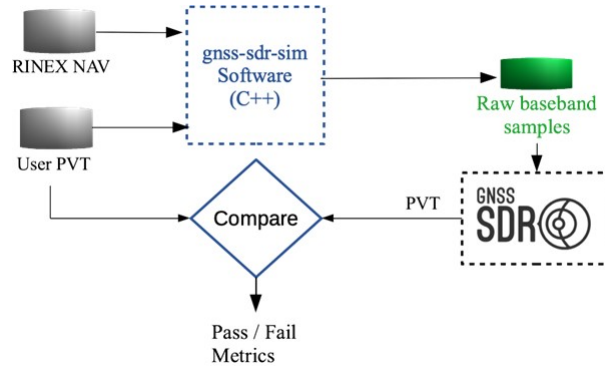 RINEX NAV
gnss-sdr-sim
Software
(C++)
Raw baseband
samples
User PVT
Compare
PVT
GNSS
SDR
Pass / Fail
Metrics